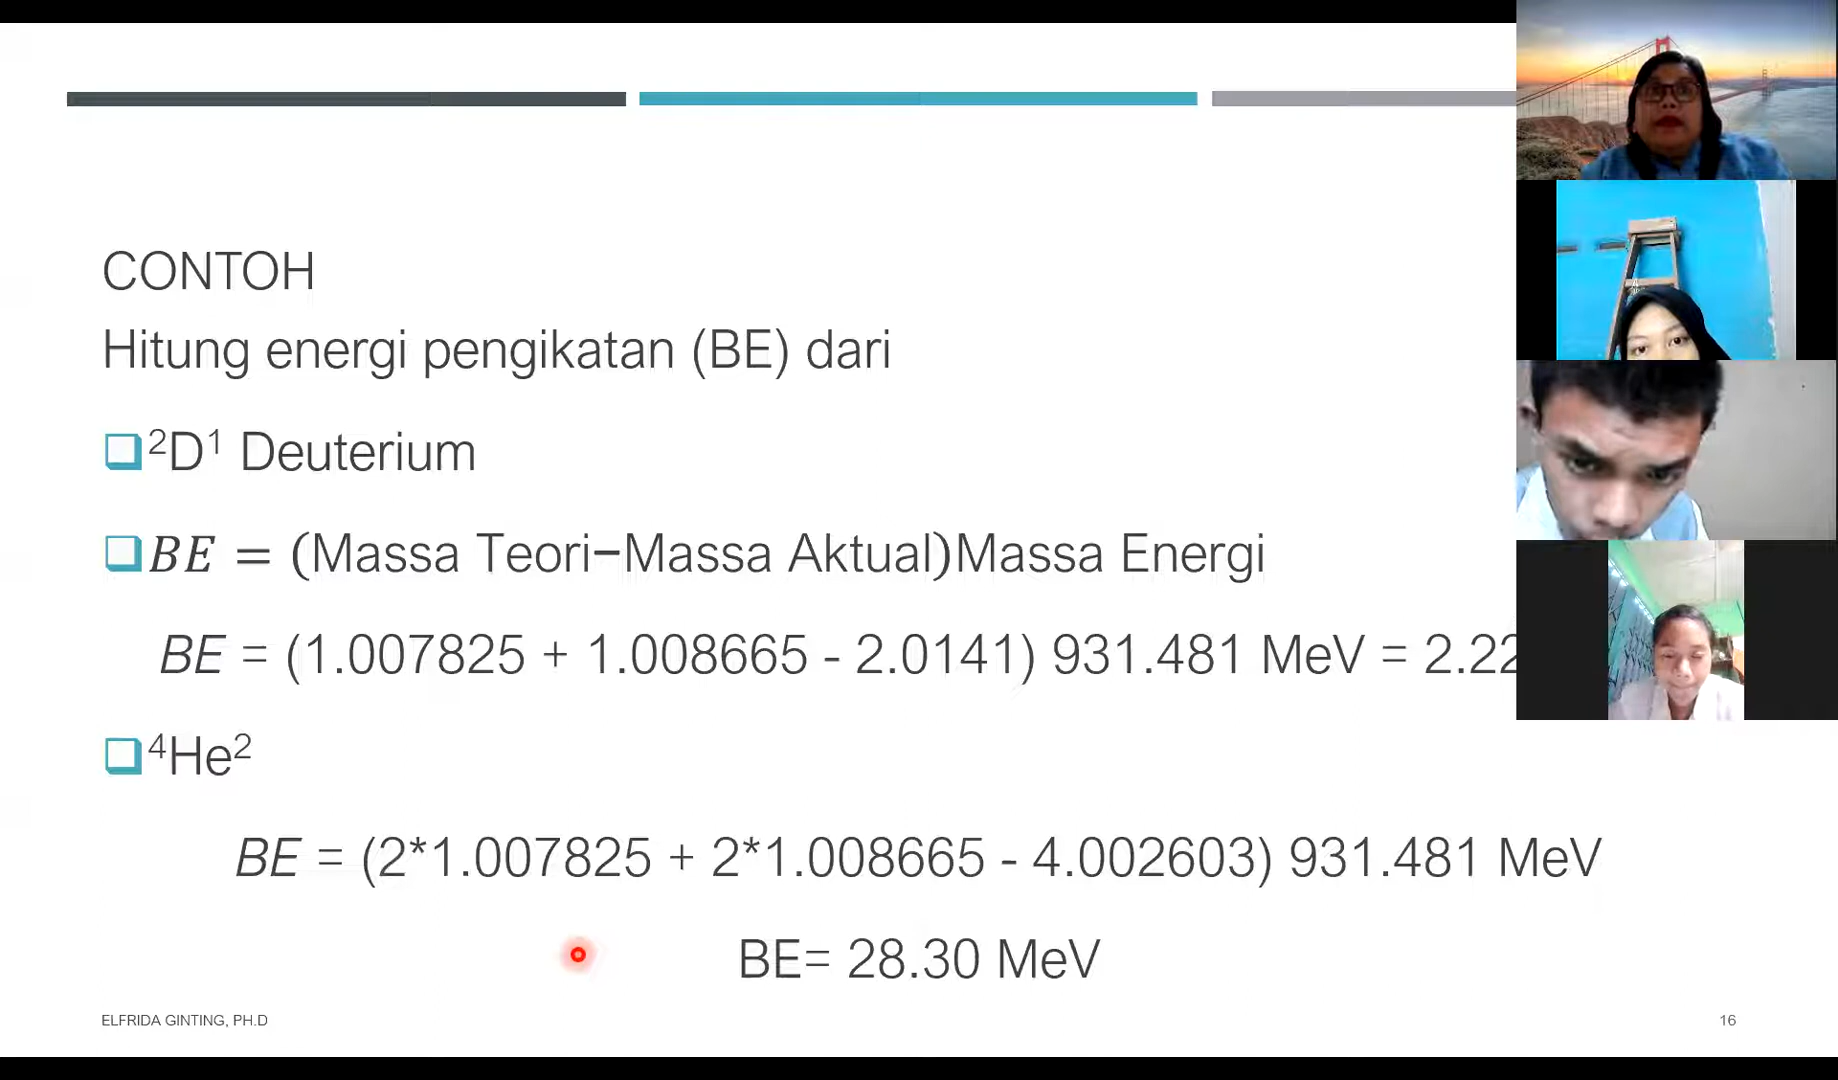 CONTOH
Hitung energi pengikatan (BE) dari
²D¹ Deuterium
BE = (Massa Teori−Massa Aktual)Massa Energi
BE = (1.007825 + 1.008665 - 2.0141) 931.481 MeV = 2.22
⁴He²
BE = (2*1.007825 + 2*1.008665 - 4.002603) 931.481 MeV
BE= 28.30 MeV
ELFRIDA GINTING, PH.D
16